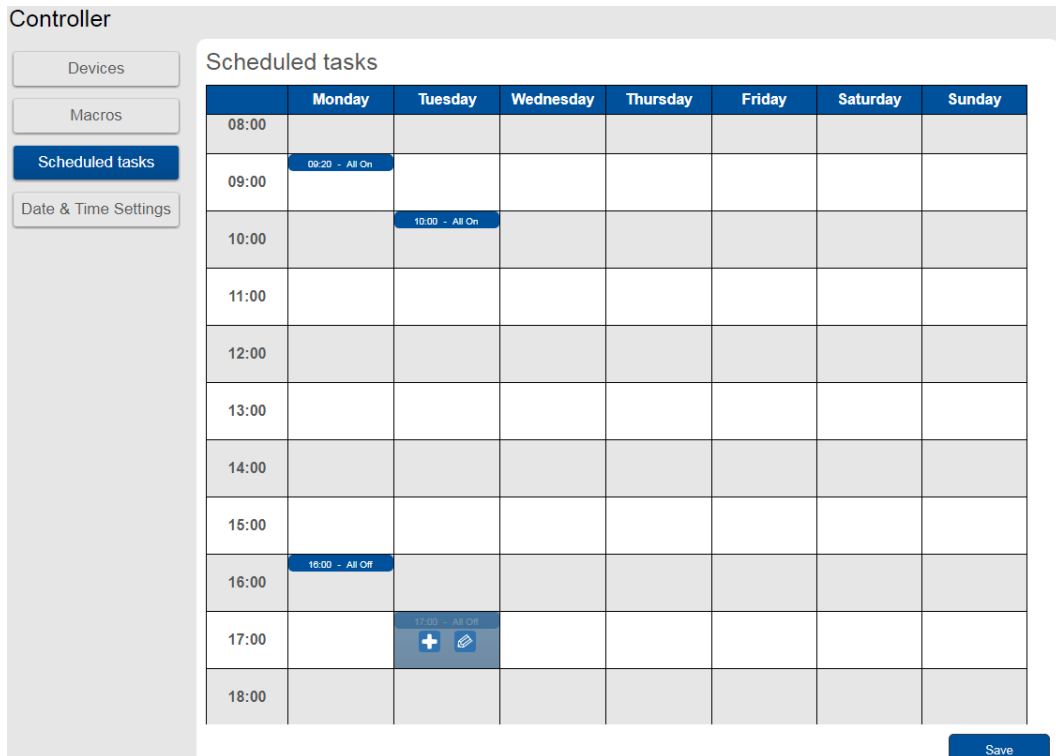 Controller
Devices
Macros
Scheduled tasks
Date & Time Settings
Scheduled tasks
Monday Tuesday Wednesday Thursday Friday Saturday Sunday
08:00
09:20 - All On
09:00
10:00 - All On
10:00
11:00
12:00
13:00
14:00
15:00
16:00 - All Off
16:00
17:00 - All Off
17:00
18:00
Save